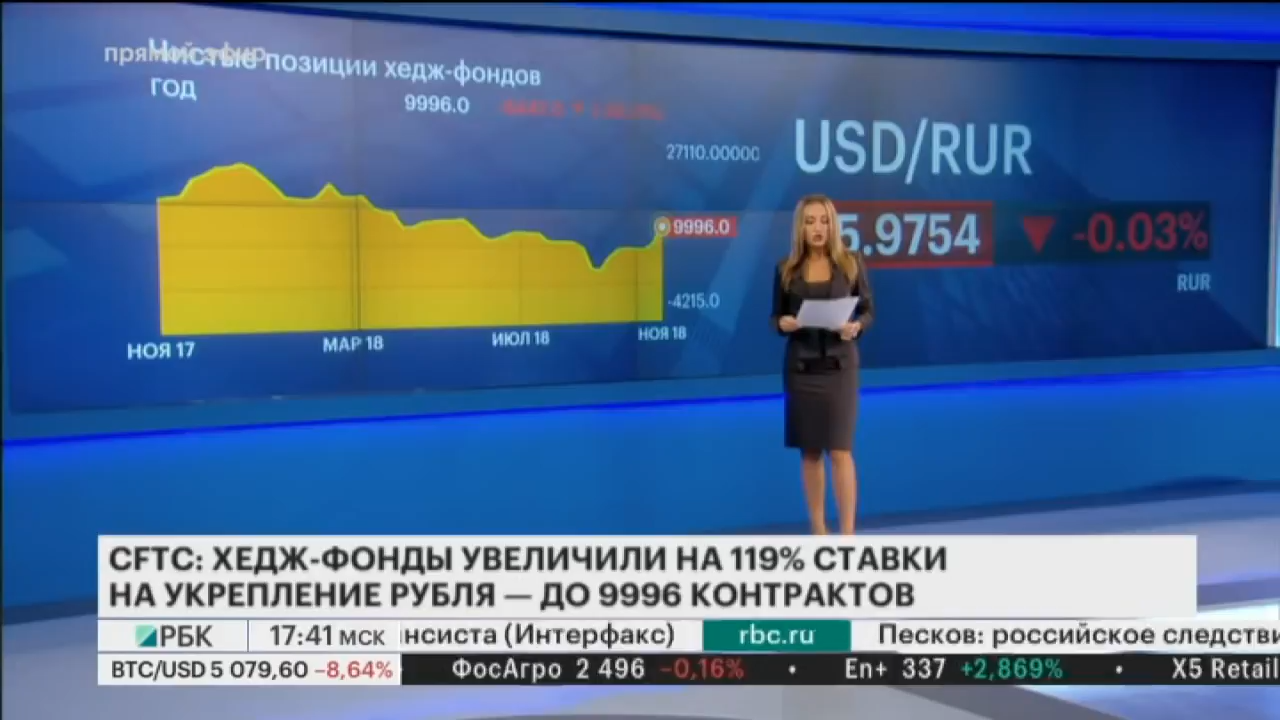 прямой эфир
Чистые позиции хедж-фондов
ГОД
9996.0
27110.00000
9996.0
-4215.0
НОЯ 17
МАР 18
ИЮЛ 18
НОЯ 18
USD/RUR
5.9754 ▼ -0.03%
RUR
CFTC: ХЕДЖ-ФОНДЫ УВЕЛИЧИЛИ НА 119% СТАВКИ
НА УКРЕПЛЕНИЕ РУБЛЯ — ДО 9996 КОНТРАКТОВ
РБК 17:41 МСК нсиста (Интерфакс) rbc.ru Песков: российское следстви
BTC/USD 5 079,60 -8,64% ФосАгро 2 496 -0,16% • En+ 337 +2,869% • X5 Retail